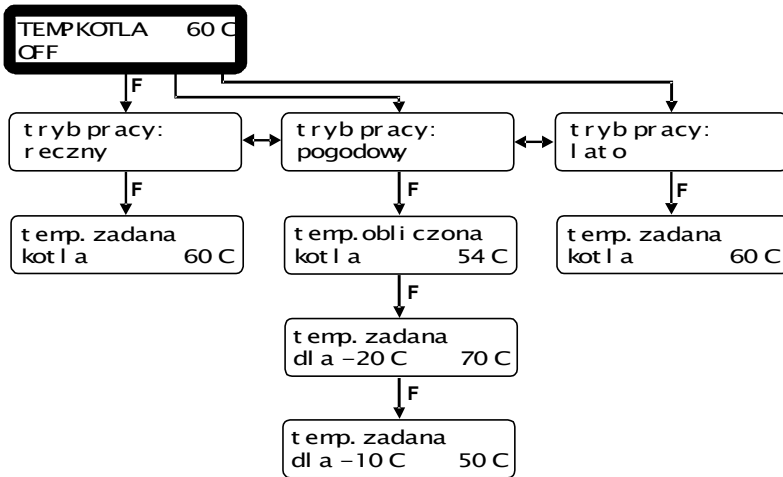 TEMP KOTLA 60 C
OFF
F
tryb pracy:
reczny
tryb pracy:
pogodowy
tryb pracy:
lato
F
F
F
temp. zadana
kotla 60 C
temp.obliczona
kotla 54 C
temp. zadana
kotla 60 C
F
temp. zadana
dla -20 C 70 C
F
temp. zadana
dla -10 C 50 C